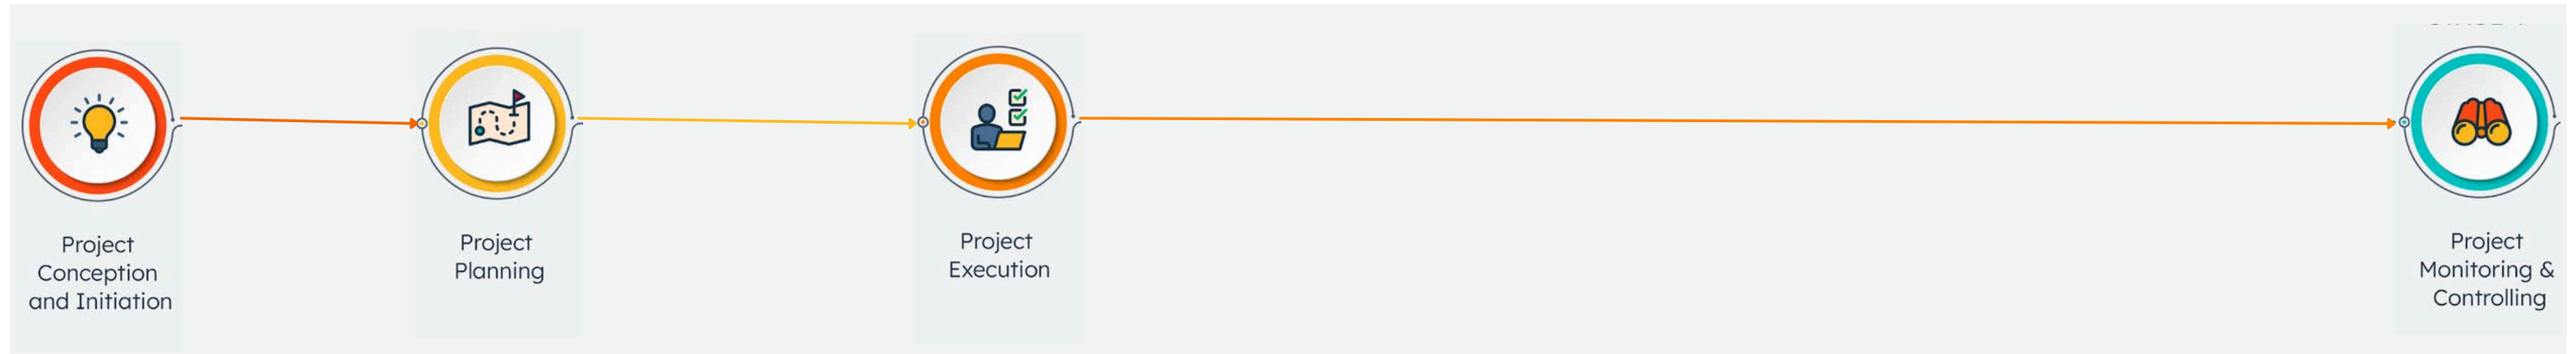 Project
Conception
and Initiation
Project
Planning
Project
Execution
Project
Monitoring &
Controlling